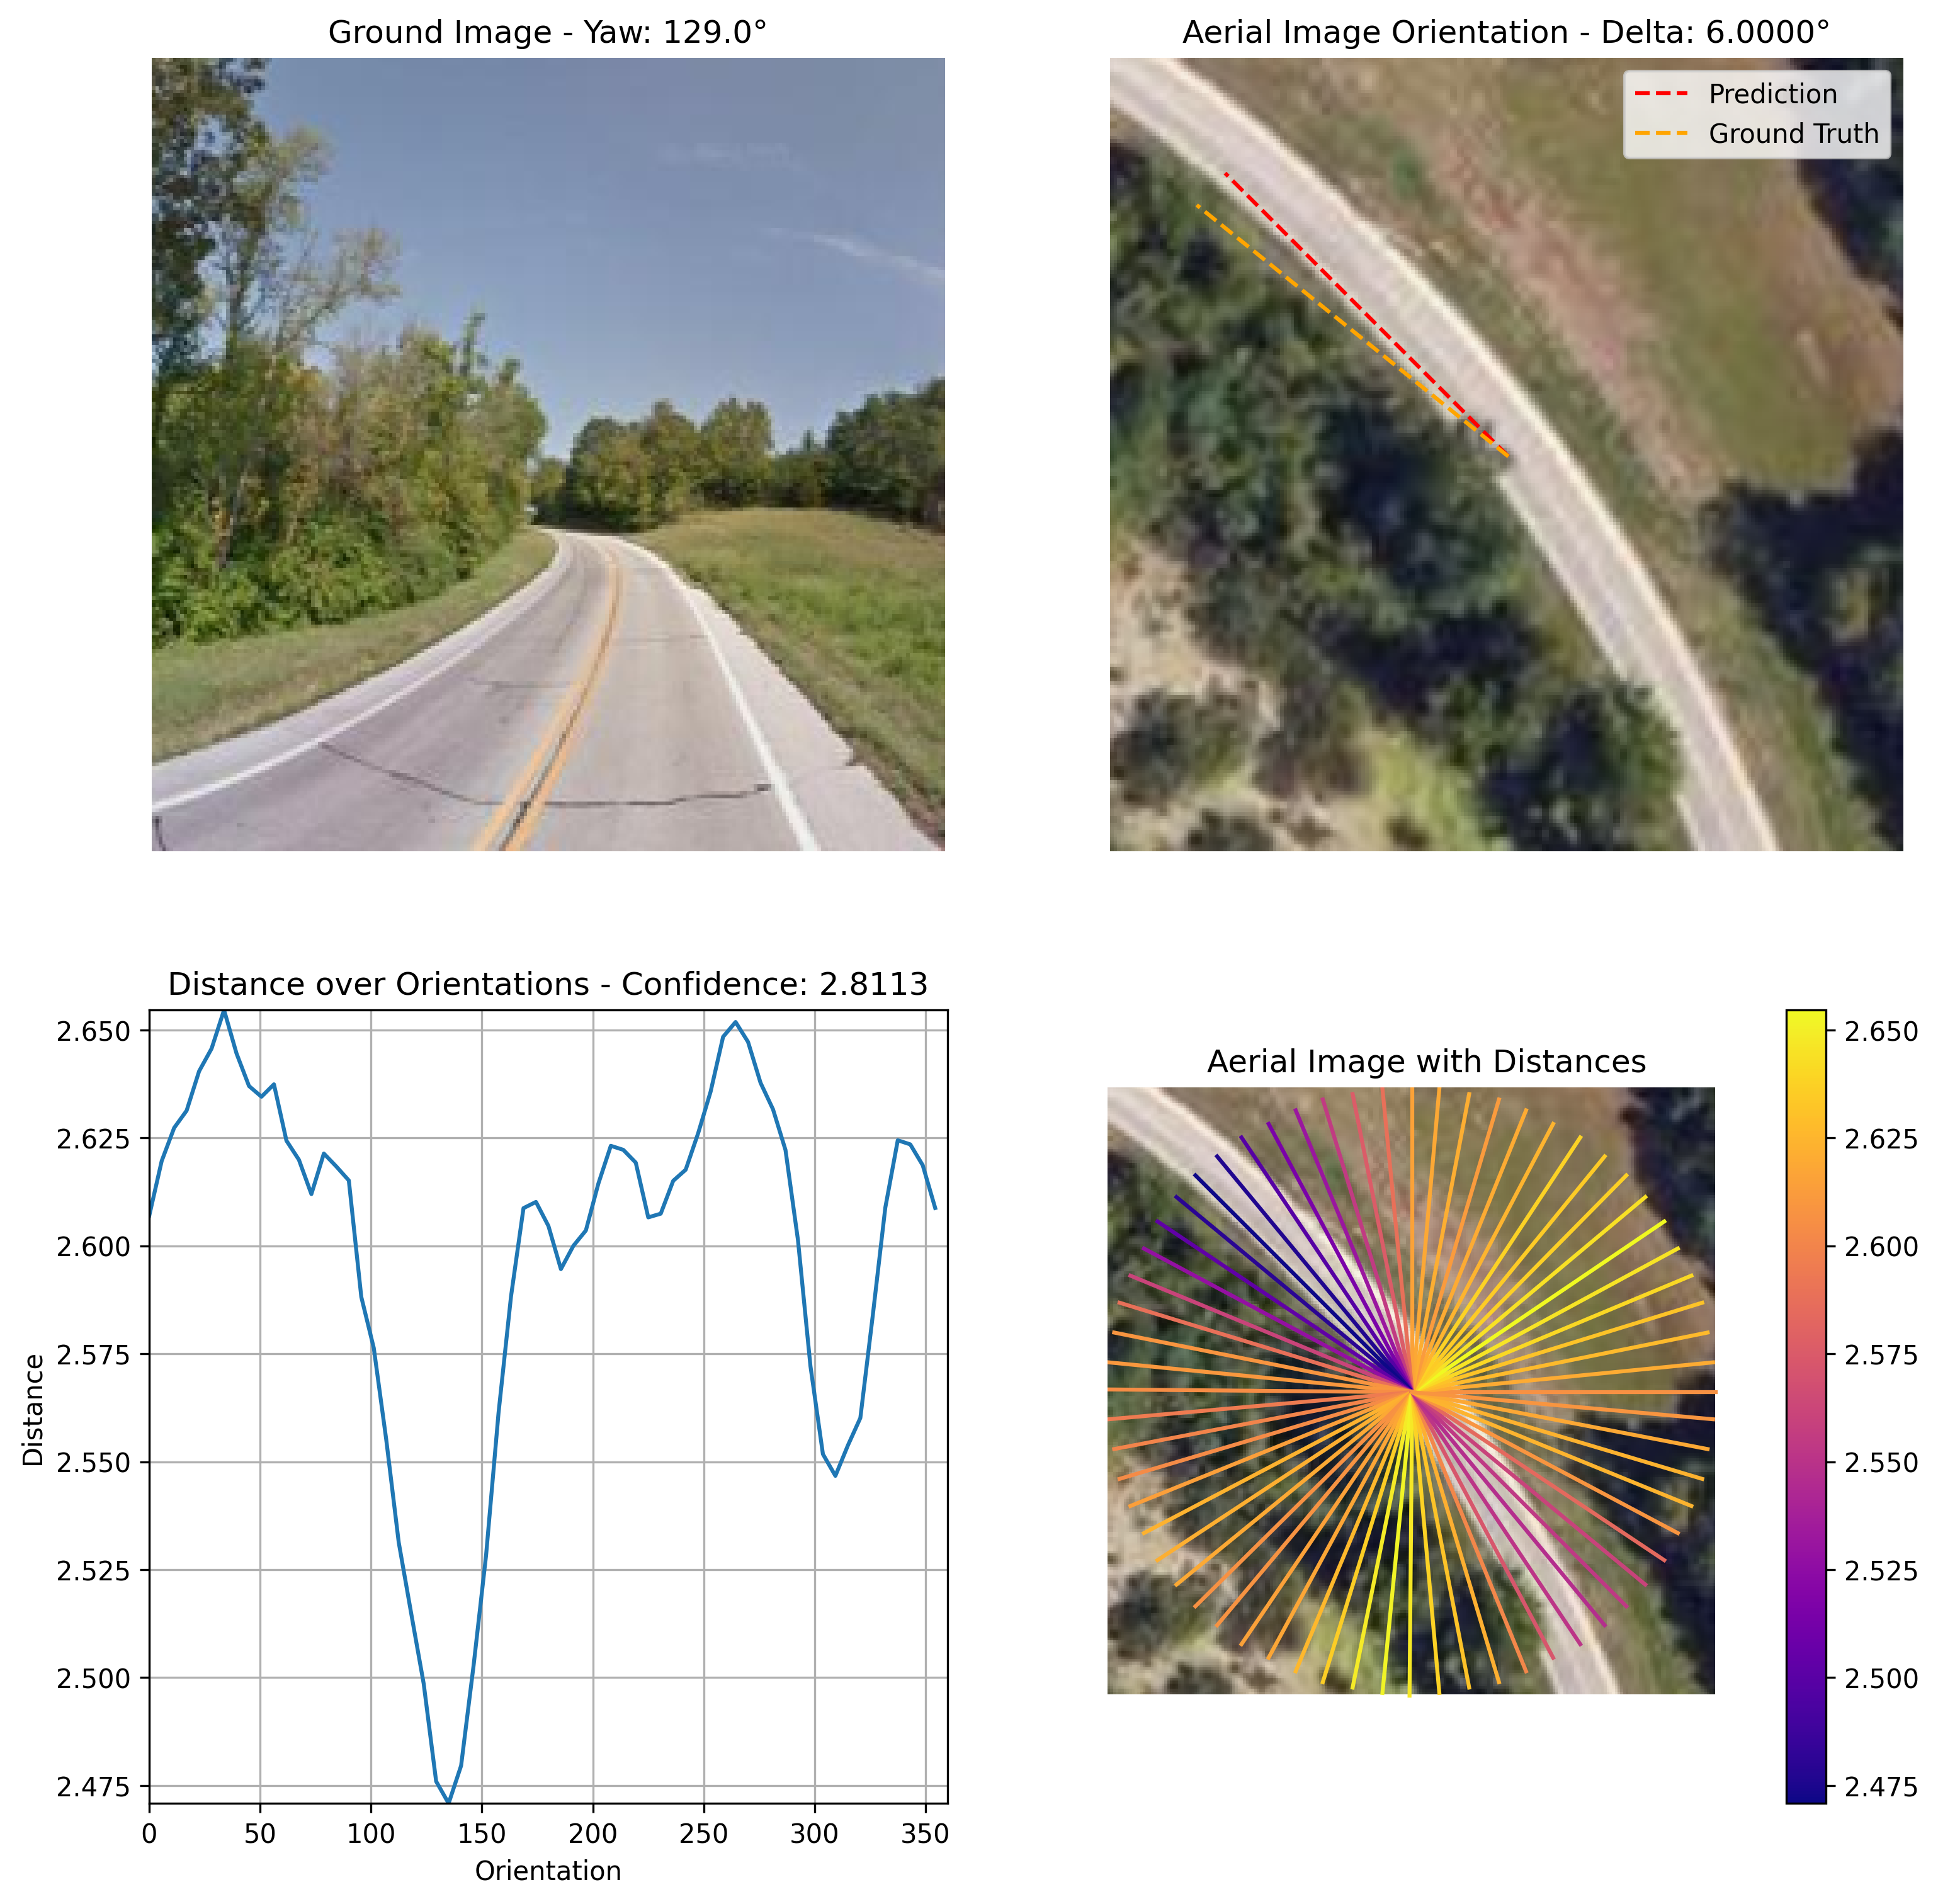 Ground Image - Yaw: 129.0°
Aerial Image Orientation - Delta: 6.0000°
Prediction
Ground Truth
Distance over Orientations - Confidence: 2.8113
2.650
2.625
2.600
2.575
2.550
2.525
2.500
2.475
Distance
0 50 100 150 200 250 300 350
Orientation
Aerial Image with Distances
2.650
2.625
2.600
2.575
2.550
2.525
2.500
2.475